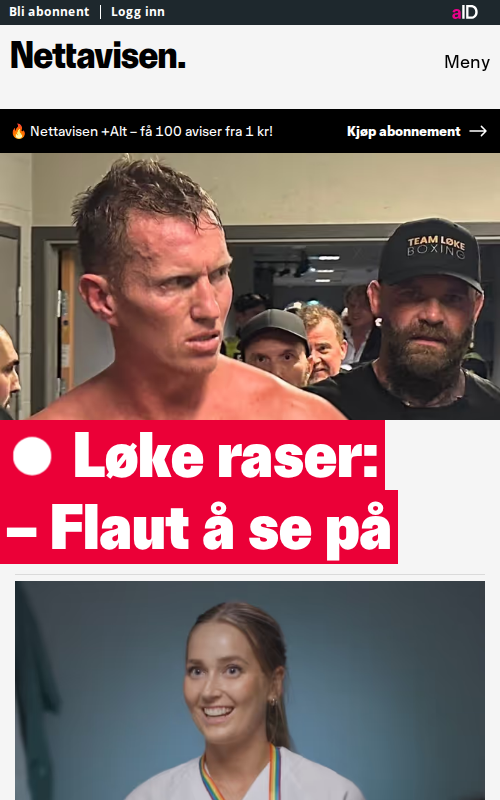 Bli abonnent | Logg inn
aID
Nettavisen.
Meny
🔥 Nettavisen +Alt – få 100 aviser fra 1 kr!
Kjøp abonnement →
TEAM LØKE
BOXING
Løke raser:
– Flaut å se på